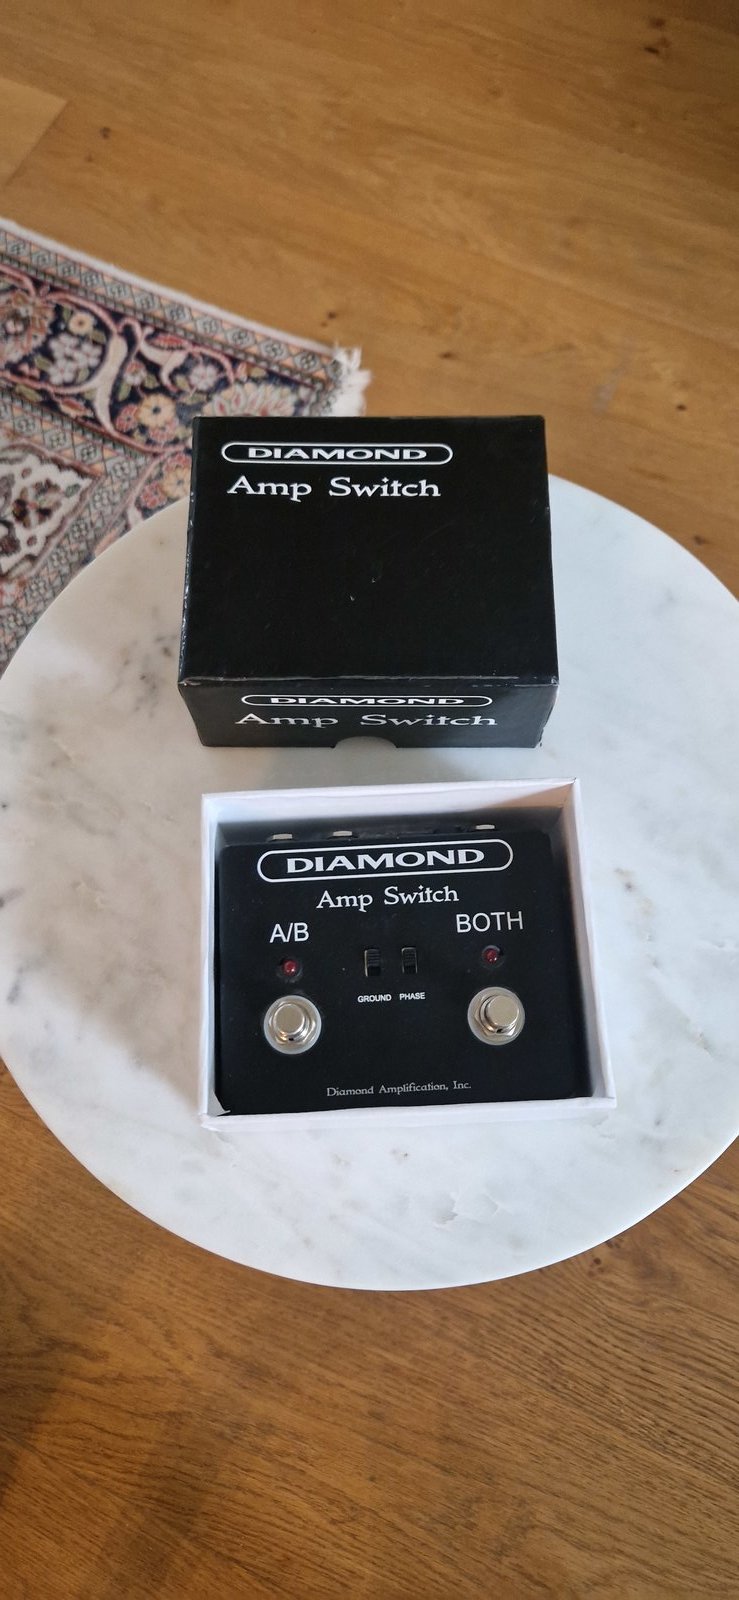 DIAMOND
Amp Switch
DIAMOND
Amp Switch
DIAMOND
Amp Switch
A/B
BOTH
GROUND PHASE
Diamond Amplification, Inc.